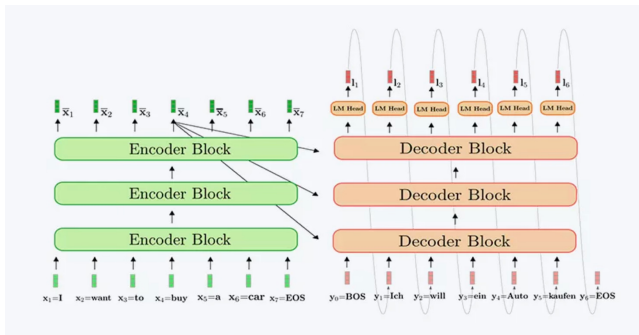 l₁ l₂ l₃ l₄ l₅ l₆
LM Head LM Head LM Head LM Head LM Head LM Head
x̅₁ x̅₂ x̅₃ x̅₄ x̅₅ x̅₆ x̅₇
Encoder Block Decoder Block
Encoder Block Decoder Block
Encoder Block Decoder Block
x₁=I x₂=want x₃=to x₄=buy x₅=a x₆=car x₇=EOS y₀=BOS y₁=Ich y₂=will y₃=ein y₄=Auto y₅=kaufen y₆=EOS